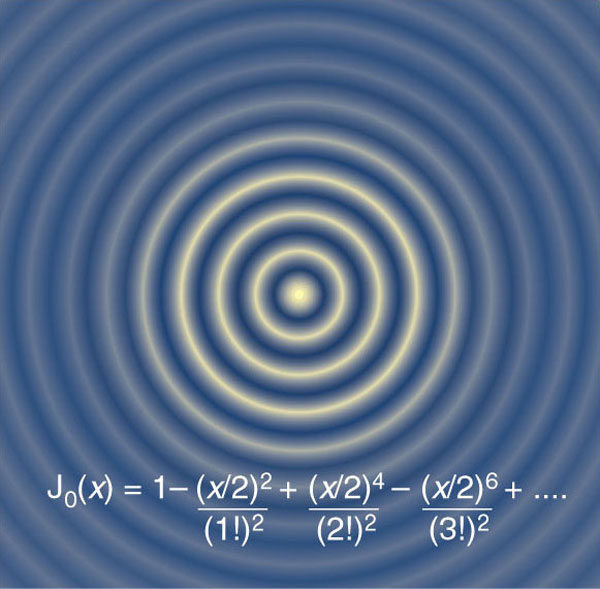 J₀(x) = 1– (x/2)²/(1!)² + (x/2)⁴/(2!)² – (x/2)⁶/(3!)² + ....